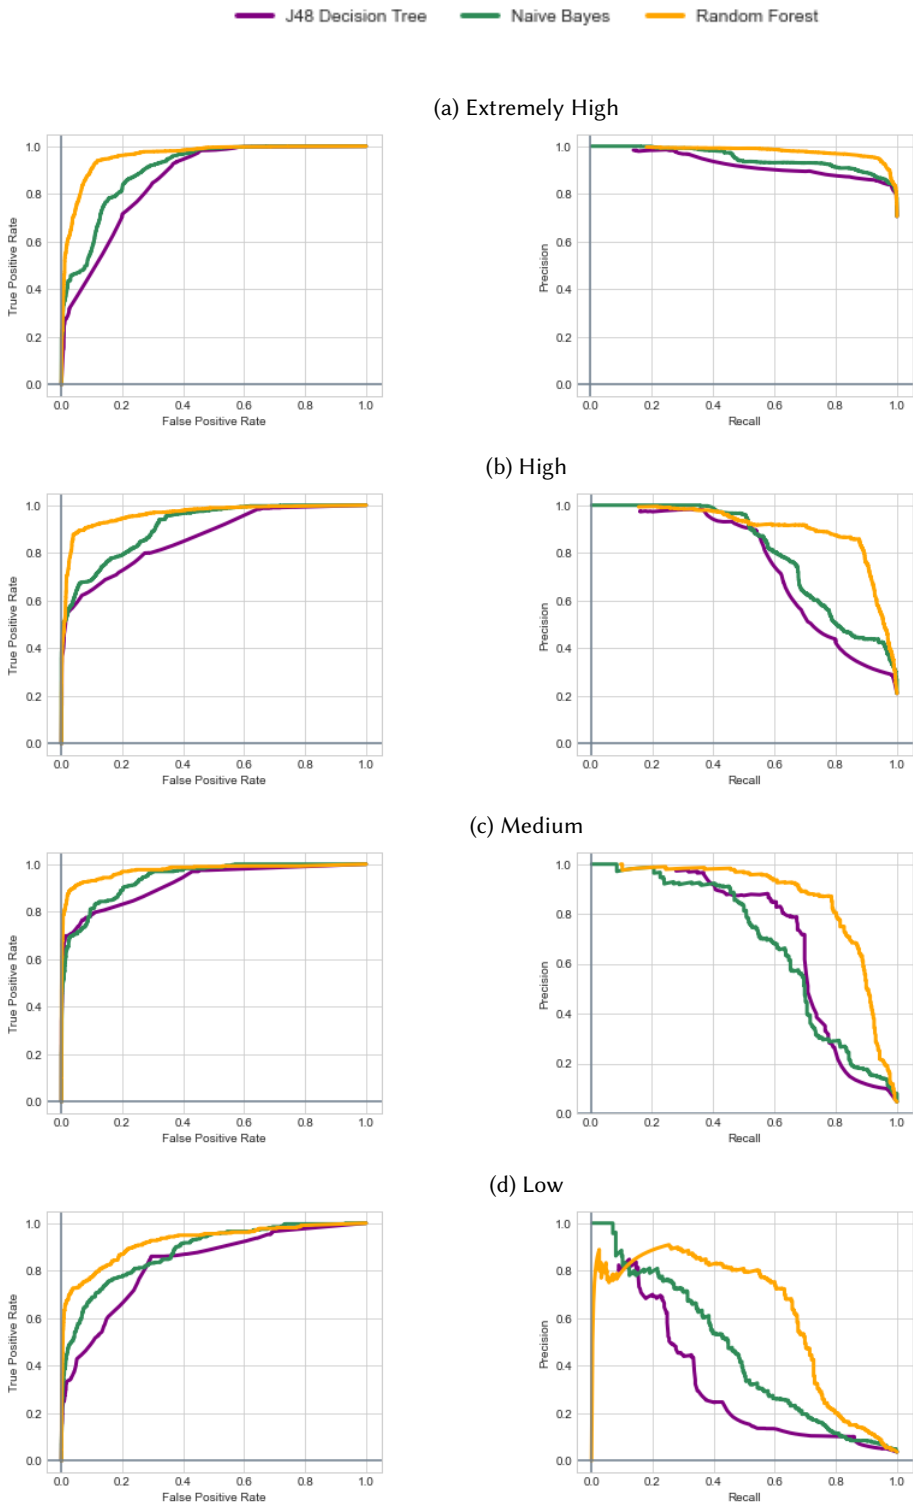 J48 Decision Tree Naive Bayes Random Forest
(a) Extremely High
True Positive Rate
1.0
0.8
0.6
0.4
0.2
0.0
0.0 0.2 0.4 0.6 0.8 1.0
False Positive Rate
Precision
1.0
0.8
0.6
0.4
0.2
0.0
0.0 0.2 0.4 0.6 0.8 1.0
Recall
(b) High
True Positive Rate
1.0
0.8
0.6
0.4
0.2
0.0
0.0 0.2 0.4 0.6 0.8 1.0
False Positive Rate
Precision
1.0
0.8
0.6
0.4
0.2
0.0
0.0 0.2 0.4 0.6 0.8 1.0
Recall
(c) Medium
True Positive Rate
1.0
0.8
0.6
0.4
0.2
0.0
0.0 0.2 0.4 0.6 0.8 1.0
False Positive Rate
Precision
1.0
0.8
0.6
0.4
0.2
0.0
0.0 0.2 0.4 0.6 0.8 1.0
Recall
(d) Low
True Positive Rate
1.0
0.8
0.6
0.4
0.2
0.0
0.0 0.2 0.4 0.6 0.8 1.0
False Positive Rate
Precision
1.0
0.8
0.6
0.4
0.2
0.0
0.0 0.2 0.4 0.6 0.8 1.0
Recall